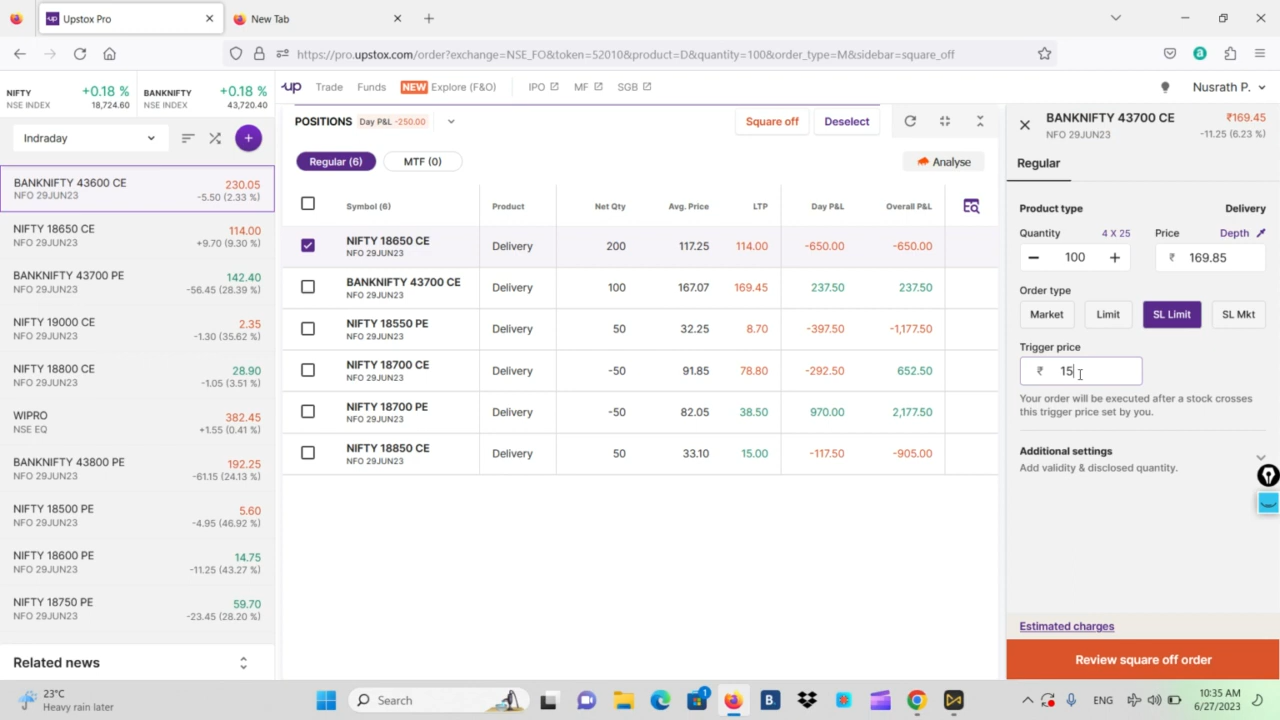 Upstox Pro
New Tab
https://pro.upstox.com/order?exchange=NSE_FO&token=52010&product=D&quantity=100&order_type=M&sidebar=square_off
NIFTY +0.18 %
NSE INDEX 18,724.60
BANKNIFTY +0.18 %
NSE INDEX 43,720.40
up Trade Funds NEW Explore (F&O) IPO MF SGB Nusrath P.
Indraday
BANKNIFTY 43600 CE 230.05
NFO 29JUN23 -5.50 (2.33 %)
NIFTY 18650 CE 114.00
NFO 29JUN23 +9.70 (9.30 %)
BANKNIFTY 43700 PE 142.40
NFO 29JUN23 -56.45 (28.39 %)
NIFTY 19000 CE 2.35
NFO 29JUN23 -1.30 (35.62 %)
NIFTY 18800 CE 28.90
NFO 29JUN23 -1.05 (3.51 %)
WIPRO 382.45
NSE EQ +1.55 (0.41 %)
BANKNIFTY 43800 PE 192.25
NFO 29JUN23 -61.15 (24.13 %)
NIFTY 18500 PE 5.60
NFO 29JUN23 -4.95 (46.92 %)
NIFTY 18600 PE 14.75
NFO 29JUN23 -11.25 (43.27 %)
NIFTY 18750 PE 59.70
NFO 29JUN23 -23.45 (28.20 %)
Related news
POSITIONS Day P&L -250.00 Square off Deselect
Regular (6) MTF (0) Analyse
Symbol (6) Product Net Qty Avg. Price LTP Day P&L Overall P&L
NIFTY 18650 CE Delivery 200 117.25 114.00 -650.00 -650.00
NFO 29JUN23
BANKNIFTY 43700 CE Delivery 100 167.07 169.45 237.50 237.50
NFO 29JUN23
NIFTY 18550 PE Delivery 50 32.25 8.70 -397.50 -1,177.50
NFO 29JUN23
NIFTY 18700 CE Delivery -50 91.85 78.80 -292.50 652.50
NFO 29JUN23
NIFTY 18700 PE Delivery -50 82.05 38.50 970.00 2,177.50
NFO 29JUN23
NIFTY 18850 CE Delivery 50 33.10 15.00 -117.50 -905.00
NFO 29JUN23
BANKNIFTY 43700 CE ₹169.45
NFO 29JUN23 -11.25 (6.23 %)
Regular
Product type Delivery
Quantity 4 X 25 Price Depth
− 100 + ₹ 169.85
Order type
Market Limit SL Limit SL Mkt
Trigger price
₹ 15
Your order will be executed after a stock crosses
this trigger price set by you.
Additional settings
Add validity & disclosed quantity.
Estimated charges
Review square off order
23°C
Heavy rain later
Search
1
B.
ENG
10:35 AM
6/27/2023